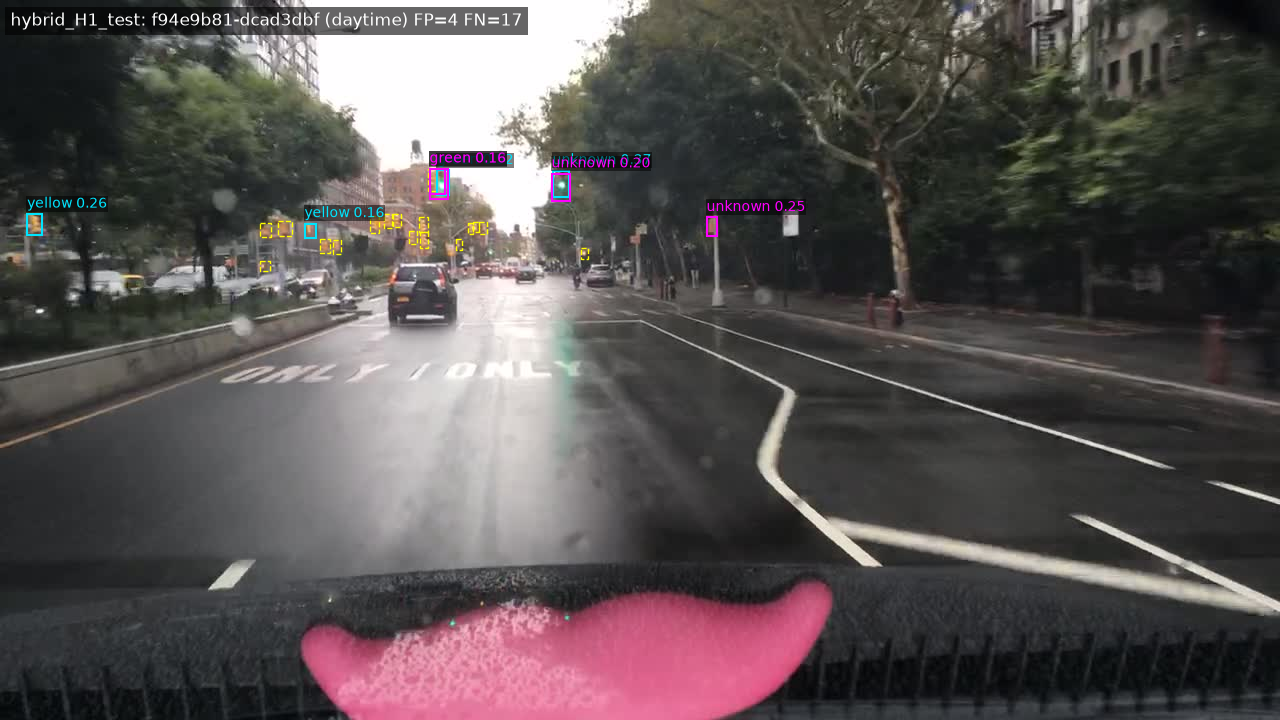 hybrid_H1_test: f94e9b81-dcad3dbf (daytime) FP=4 FN=17
green 0.16
unknown 0.20
yellow 0.26
yellow 0.16
unknown 0.25
ONLY / ONLY